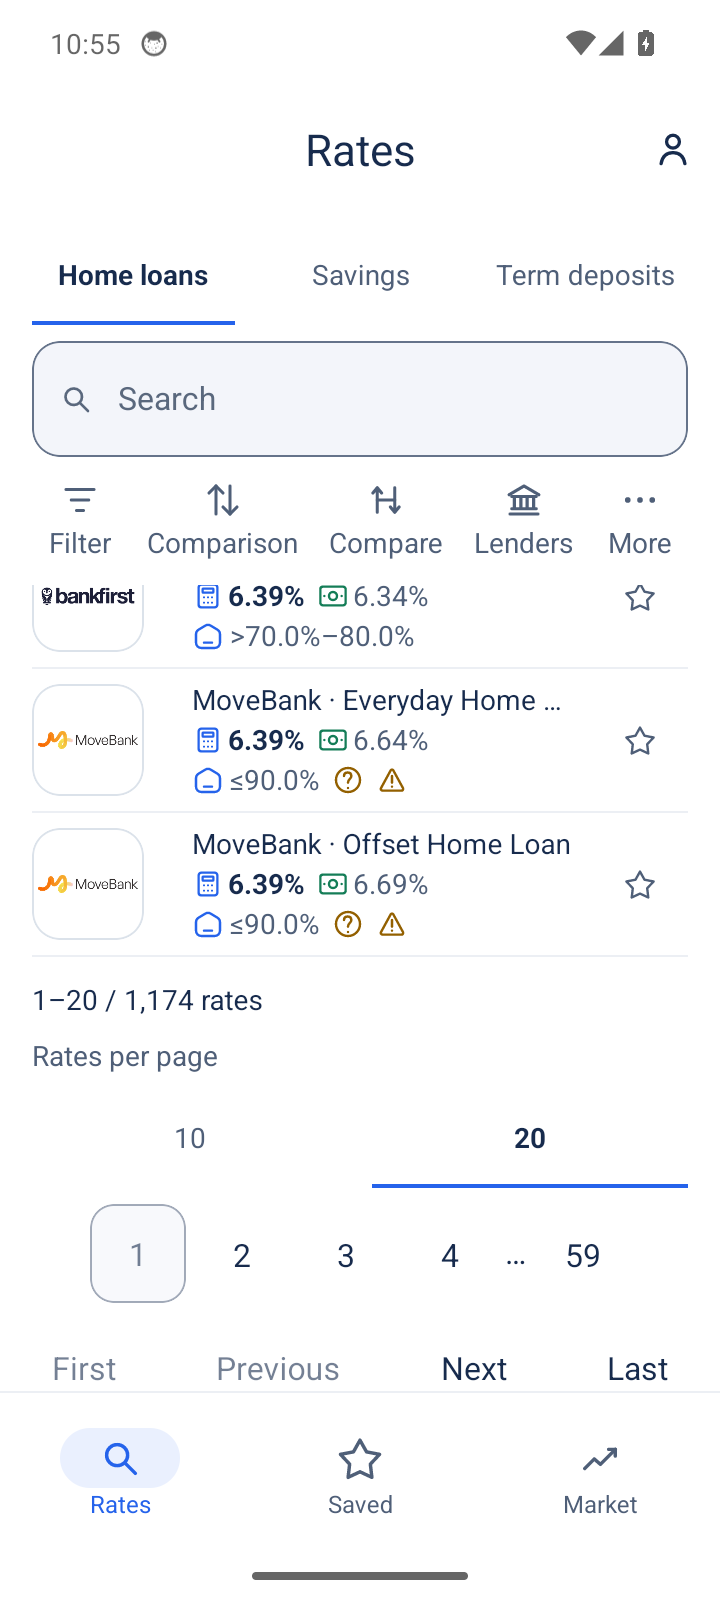 10:55
Rates
Home loans
Savings
Term deposits
Search
Filter
Comparison
Compare
Lenders
More
bankfirst
6.39% 6.34%
>70.0%–80.0%
MoveBank
MoveBank · Everyday Home ...
6.39% 6.64%
≤90.0%
MoveBank
MoveBank · Offset Home Loan
6.39% 6.69%
≤90.0%
1–20 / 1,174 rates
Rates per page
10
20
1 2 3 4 ... 59
First Previous Next Last
Rates
Saved
Market